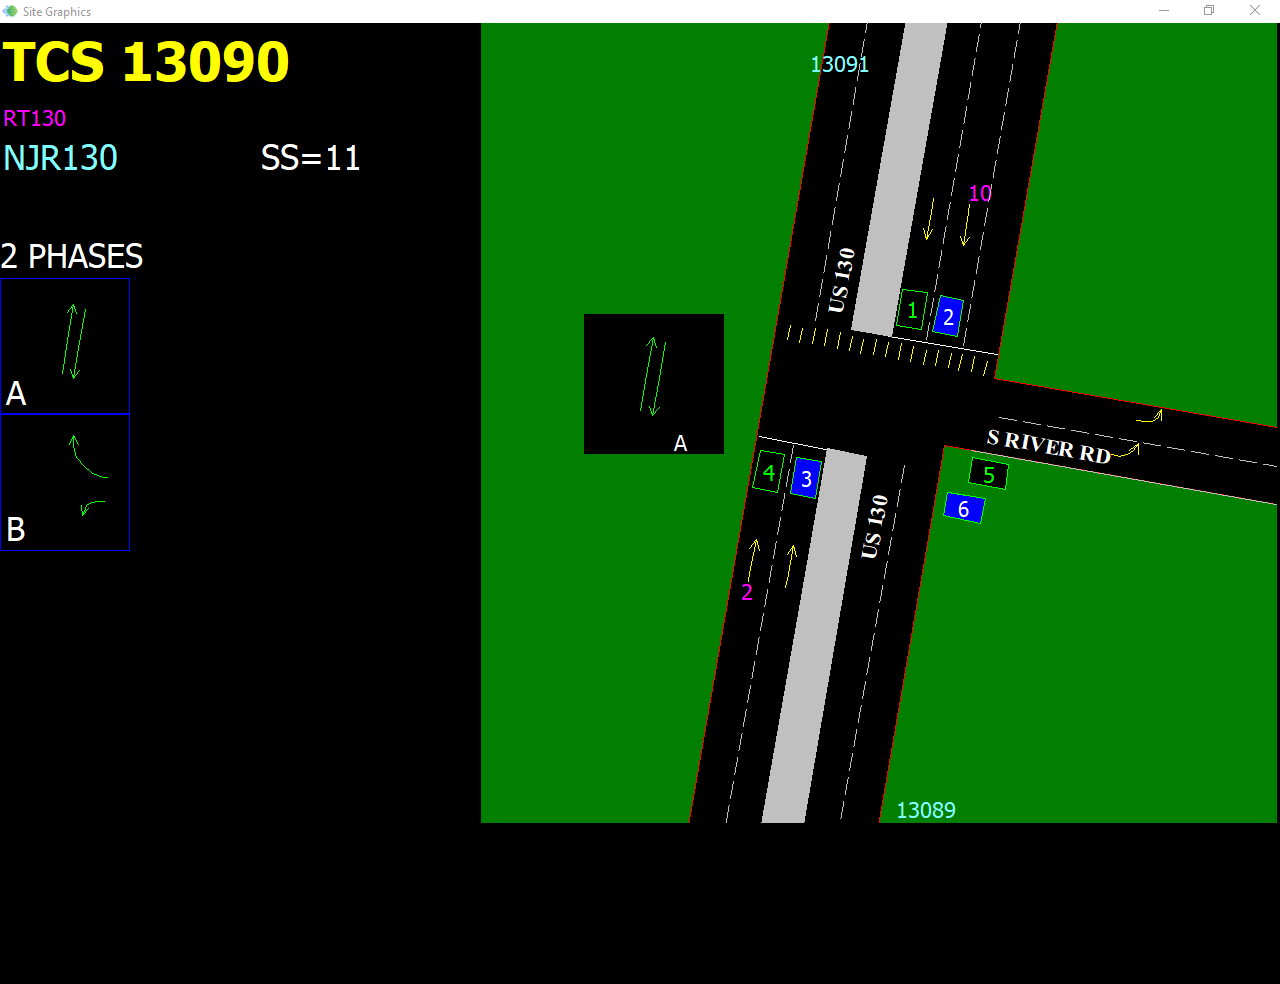 Site Graphics
TCS 13090
RT130
NJR130 SS=11
2 PHASES
A
B
13091
10
US 130
1
2
A
S RIVER RD
4
3
5
6
US 130
2
13089